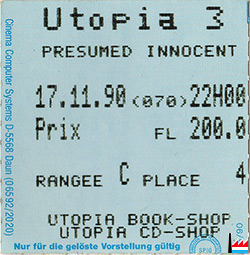 Utopia 3
PRESUMED INNOCENT
17.11.90 (070) 22H00
Prix FL 200.0
RANGEE C PLACE 4
UTOPIA BOOK-SHOP
UTOPIA CD-SHOP
Nur für die gelöste Vorstellung gültig
SPIO
Cinema Computer Systems D-5568 Daun (06592/2020)